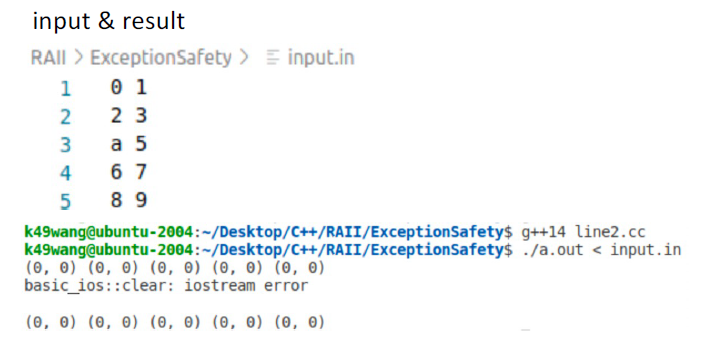 input & result
RAII > ExceptionSafety > input.in
1 0 1
2 2 3
3 a 5
4 6 7
5 8 9
k49wang@ubuntu-2004:~/Desktop/C++/RAII/ExceptionSafety$ g++14 line2.cc
k49wang@ubuntu-2004:~/Desktop/C++/RAII/ExceptionSafety$ ./a.out < input.in
(0, 0) (0, 0) (0, 0) (0, 0) (0, 0)
basic_ios::clear: iostream error
(0, 0) (0, 0) (0, 0) (0, 0) (0, 0)